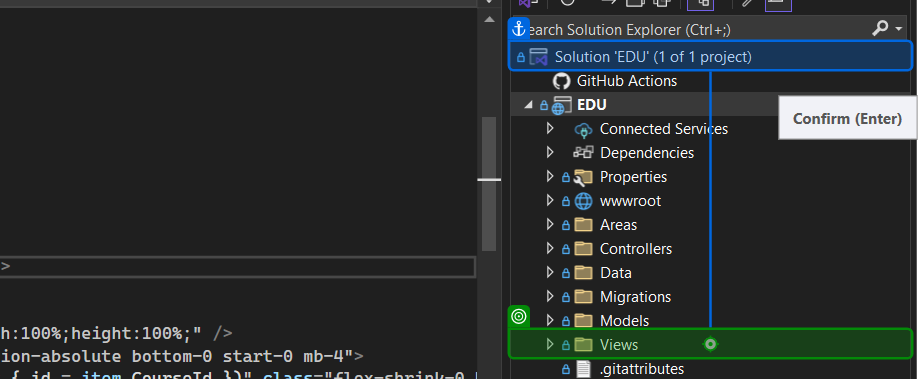 Search Solution Explorer (Ctrl+;)
Solution 'EDU' (1 of 1 project)
GitHub Actions
EDU
Confirm (Enter)
Connected Services
Dependencies
Properties
wwwroot
Areas
Controllers
>
Data
Migrations
Models
h:100%;height:100%;" />
Views
ion-absolute bottom-0 start-0 mb-4">
.gitattributes
{ id = item.CourseId })" class="flex-shrink-0